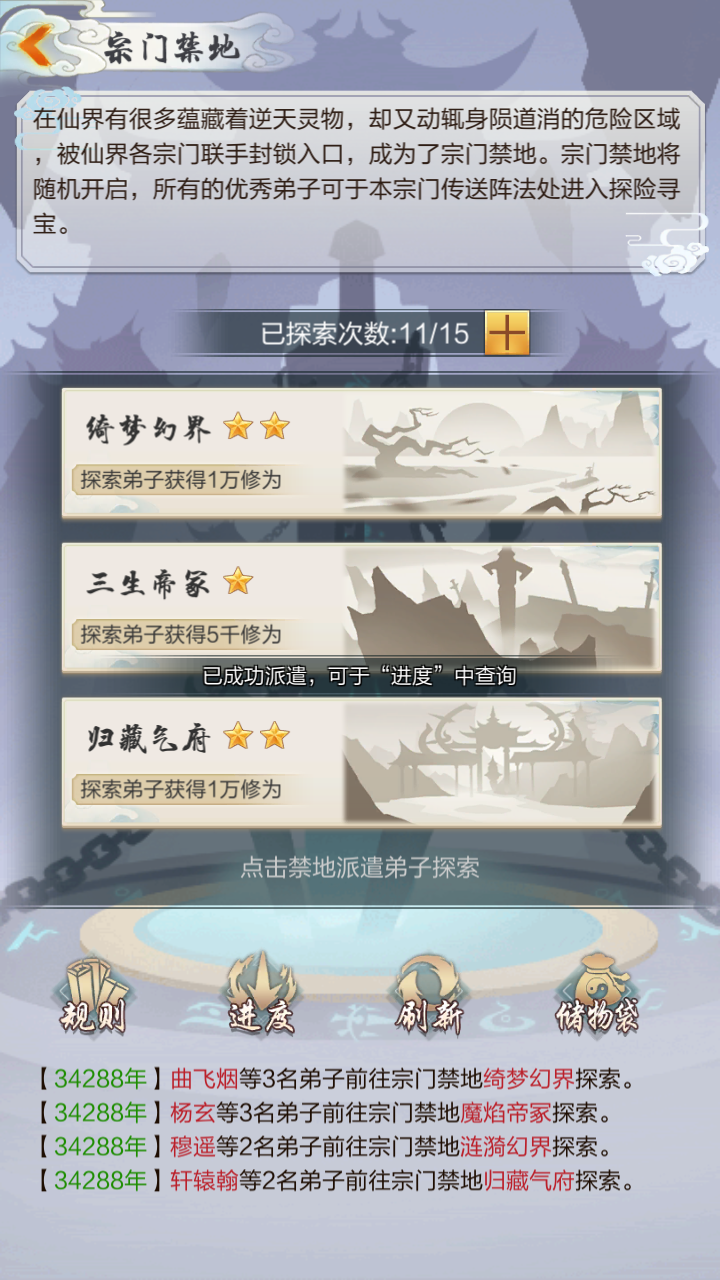 宗门禁地
在仙界有很多蕴藏着逆天灵物，却又动辄身陨道消的危险区域
，被仙界各宗门联手封锁入口，成为了宗门禁地。宗门禁地将
随机开启，所有的优秀弟子可于本宗门传送阵法处进入探险寻
宝。
已探索次数:11/15
绮梦幻界
探索弟子获得1万修为
三生帝冢
探索弟子获得5千修为
已成功派遣，可于“进度”中查询
归藏气府
探索弟子获得1万修为
点击禁地派遣弟子探索
规则 进度 刷新 储物袋
【34288年】曲飞烟等3名弟子前往宗门禁地绮梦幻界探索。
【34288年】杨玄等3名弟子前往宗门禁地魔焰帝冢探索。
【34288年】穆遥等2名弟子前往宗门禁地涟漪幻界探索。
【34288年】轩辕翰等2名弟子前往宗门禁地归藏气府探索。